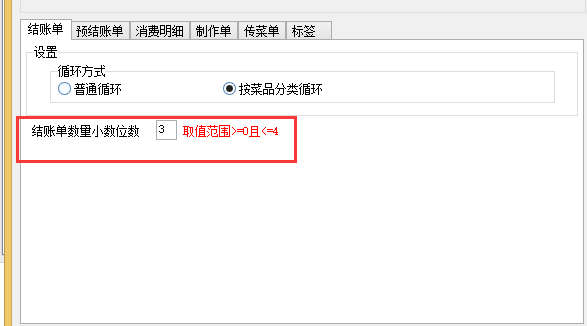 结账单 预结账单 消费明细 制作单 传菜单 标签
设置
循环方式
普通循环 按菜品分类循环
结账单数量小数位数 3 取值范围>=0且<=4